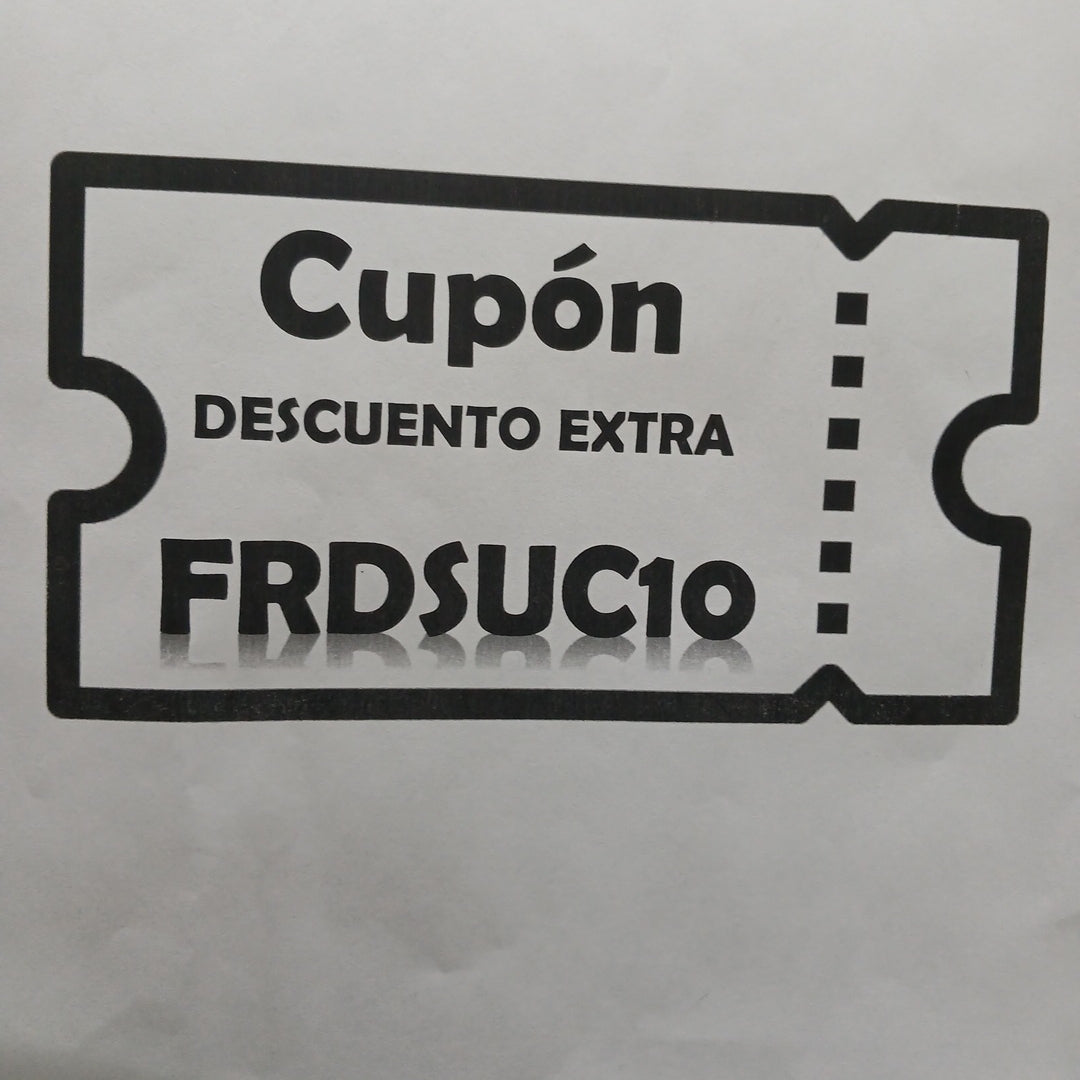 Cupón
DESCUENTO EXTRA
FRDSUC10